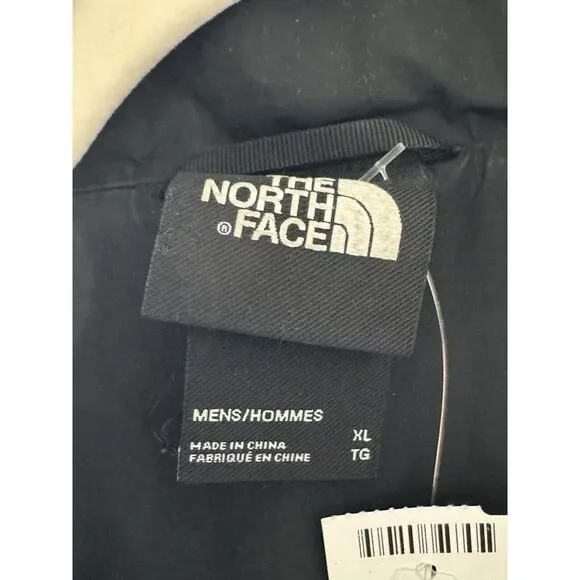 THE
NORTH
® FACE
MENS/HOMMES
XL
MADE IN CHINA
FABRIQUÉ EN CHINE
TG